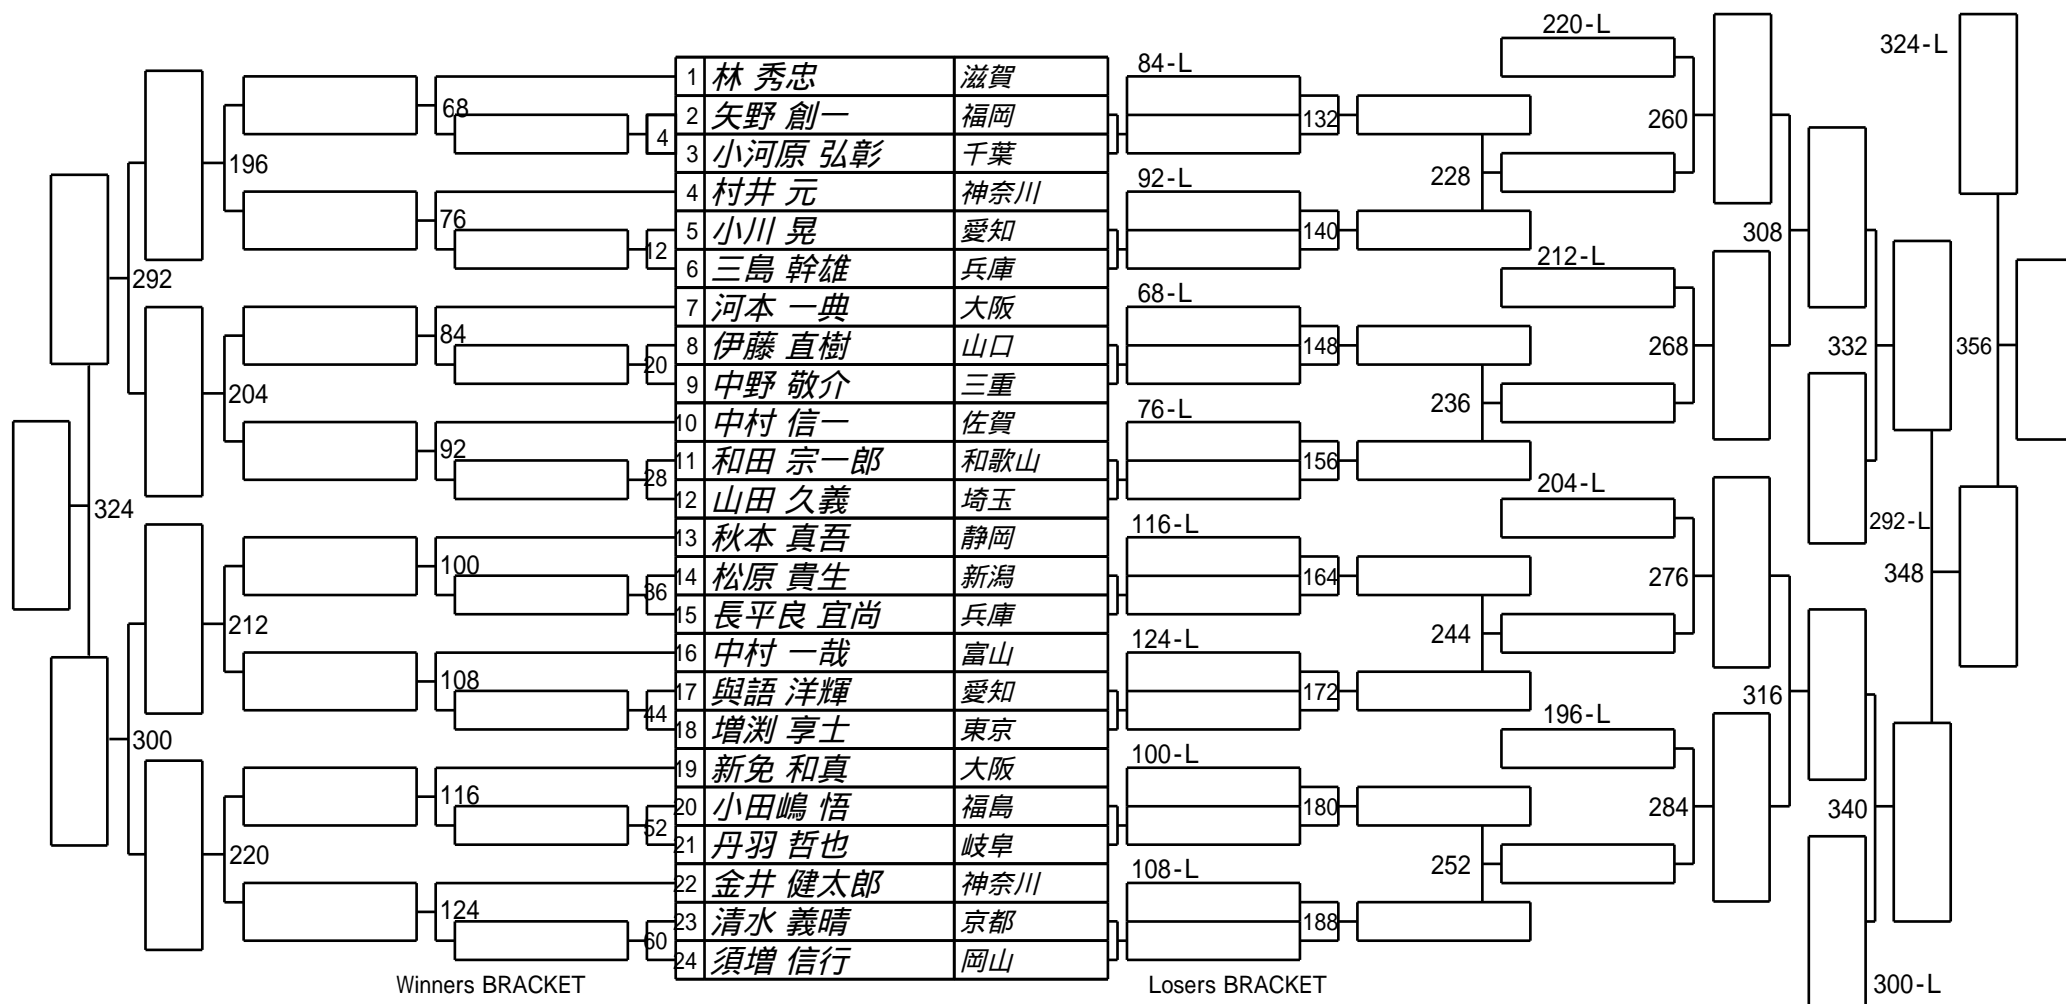 220-L
324-L
1 林 秀忠 滋賀 84-L
68
2 矢野 創一 福岡 132 260
4
3 小河原 弘彰 千葉
196 228
4 村井 元 神奈川 92-L
76
5 小川 晃 愛知 140 308
12
6 三島 幹雄 兵庫 212-L
292
7 河本 一典 大阪 68-L
84
8 伊藤 直樹 山口 148 268 332 356
20
9 中野 敬介 三重
204 236
10 中村 信一 佐賀 76-L
92
11 和田 宗一郎 和歌山 156
28
12 山田 久義 埼玉 204-L
324 292-L
13 秋本 真吾 静岡 116-L
100
14 松原 貴生 新潟 164 276 348
36
15 長平良 宜尚 兵庫
212 244
16 中村 一哉 富山 124-L
108
17 與語 洋輝 愛知 172 316
44
18 増渕 享士 東京 196-L
300
19 新免 和真 大阪 100-L
116
20 小田嶋 悟 福島 180 284 340
52
21 丹羽 哲也 岐阜
220 252
22 金井 健太郎 神奈川 108-L
124
23 清水 義晴 京都 188
60
24 須増 信行 岡山
Winners BRACKET Losers BRACKET 300-L